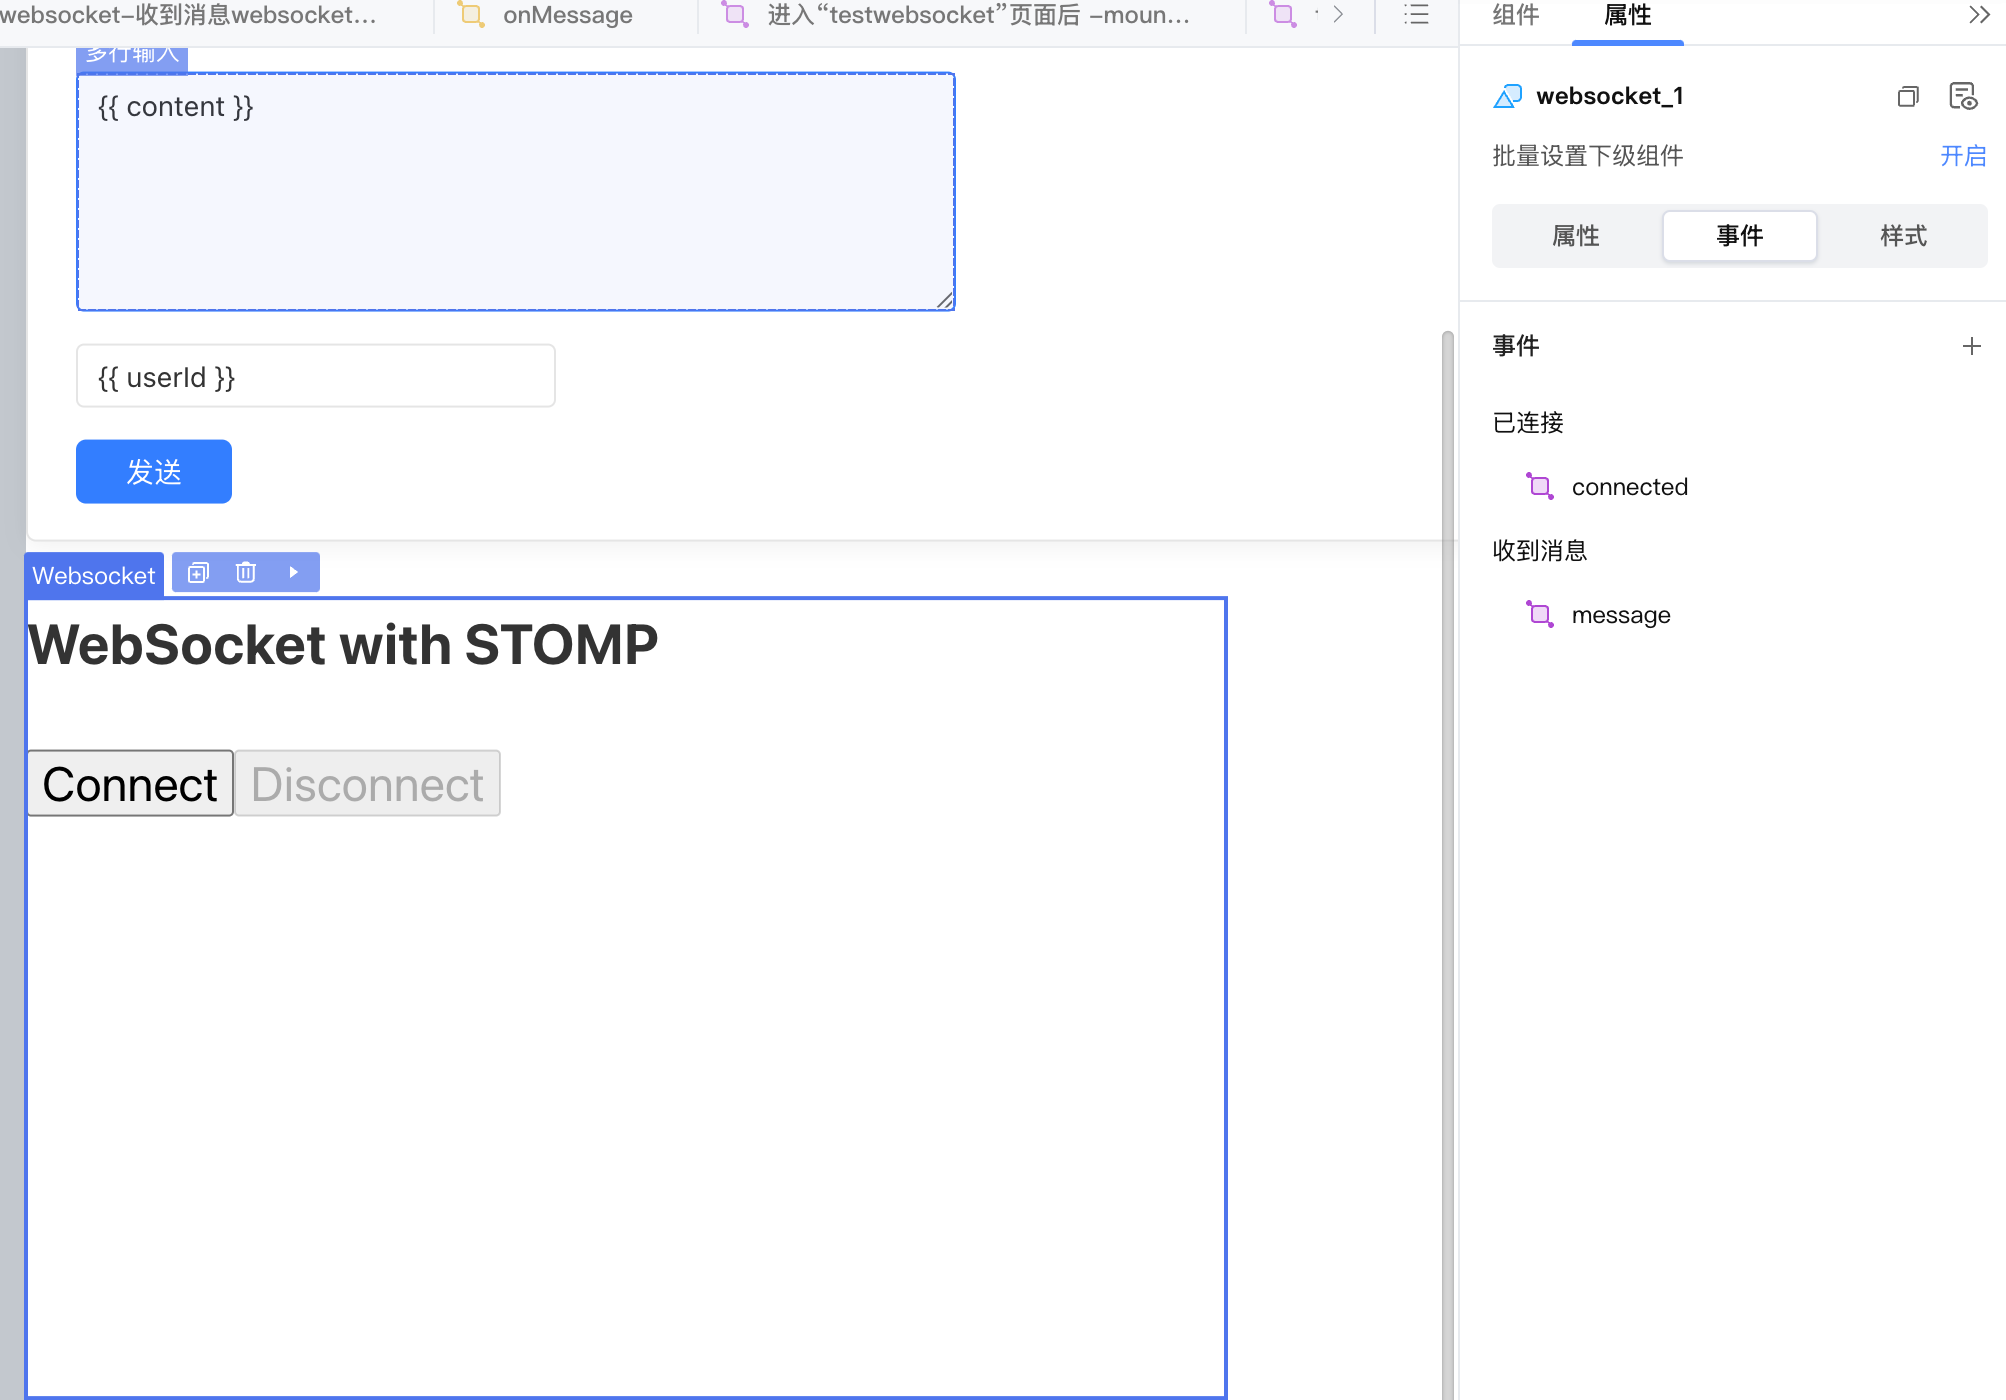 websocket-收到消息websocket...
onMessage
进入“testwebsocket”页面后 -moun...
组件
属性
多行输入
{{ content }}
{{ userId }}
发送
Websocket
WebSocket with STOMP
Connect
Disconnect
websocket_1
批量设置下级组件
开启
属性
事件
样式
事件
已连接
connected
收到消息
message